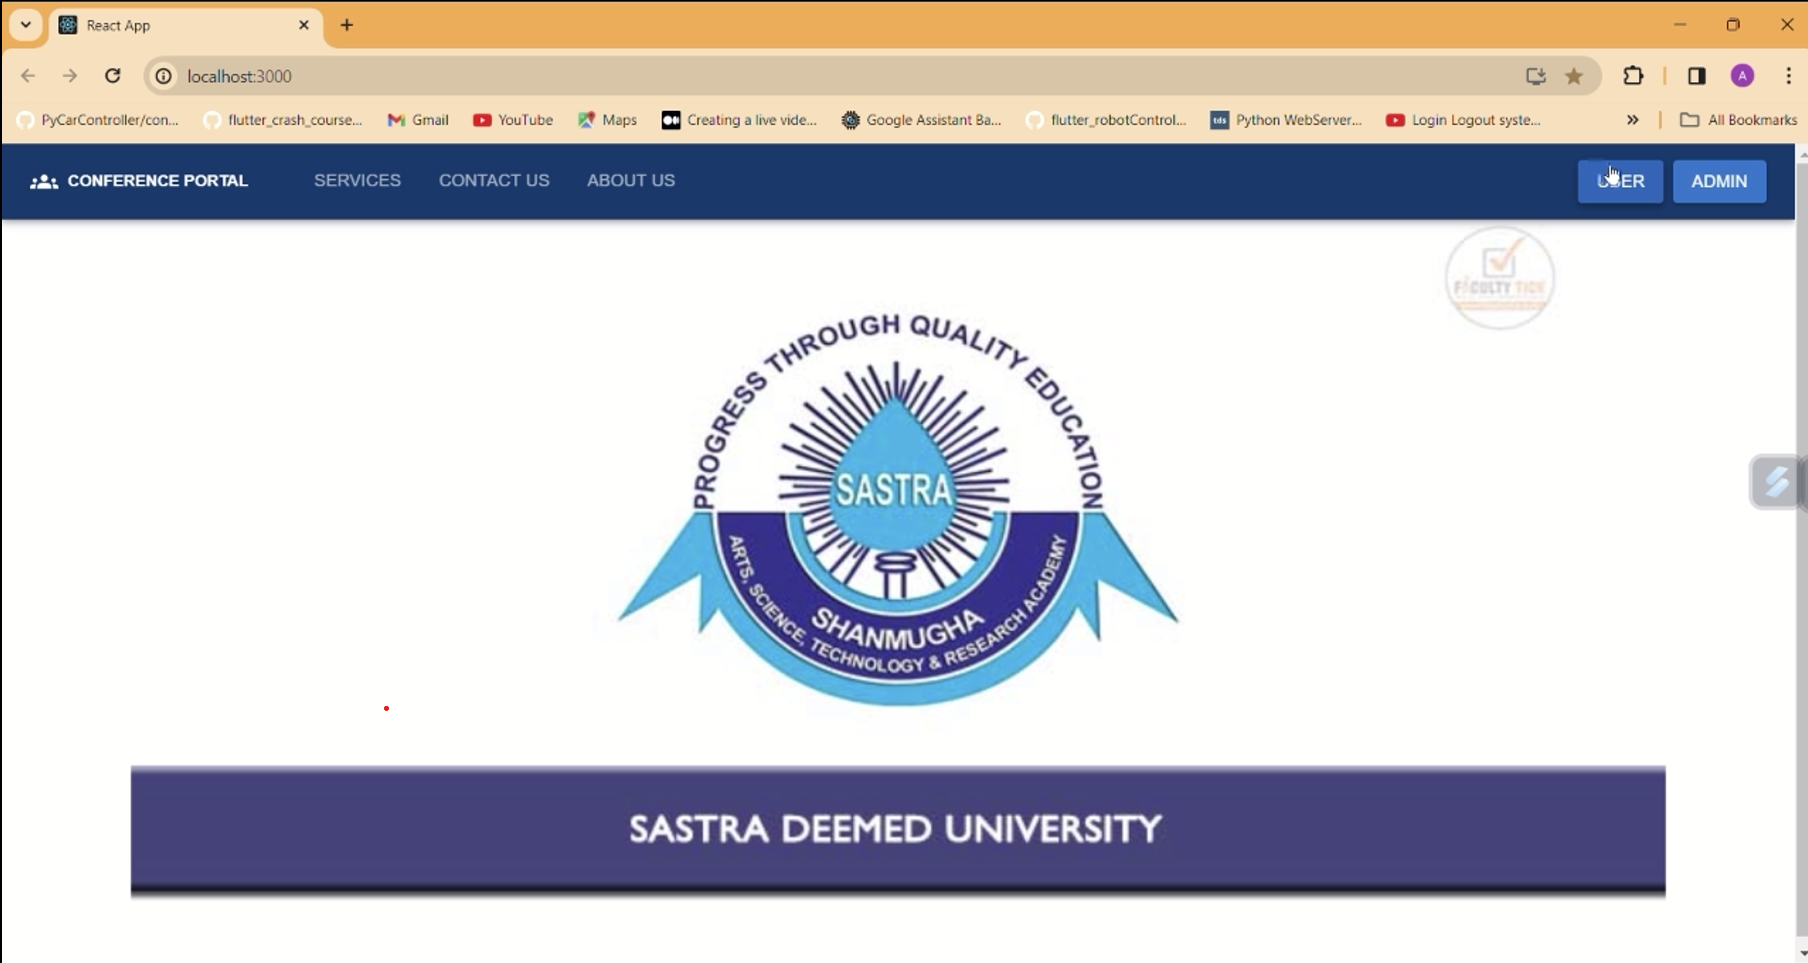 React App
localhost:3000
A
PyCarController/con...
flutter_crash_course...
Gmail
YouTube
Maps
Creating a live vide...
Google Assistant Ba...
flutter_robotControl...
tds
Python WebServer...
Login Logout syste...
All Bookmarks
CONFERENCE PORTAL
SERVICES
CONTACT US
ABOUT US
USER
ADMIN
FACULTY TICK
PROGRESS THROUGH QUALITY EDUCATION
SASTRA
SHANMUGHA
ARTS, SCIENCE, TECHNOLOGY & RESEARCH ACADEMY
SASTRA DEEMED UNIVERSITY